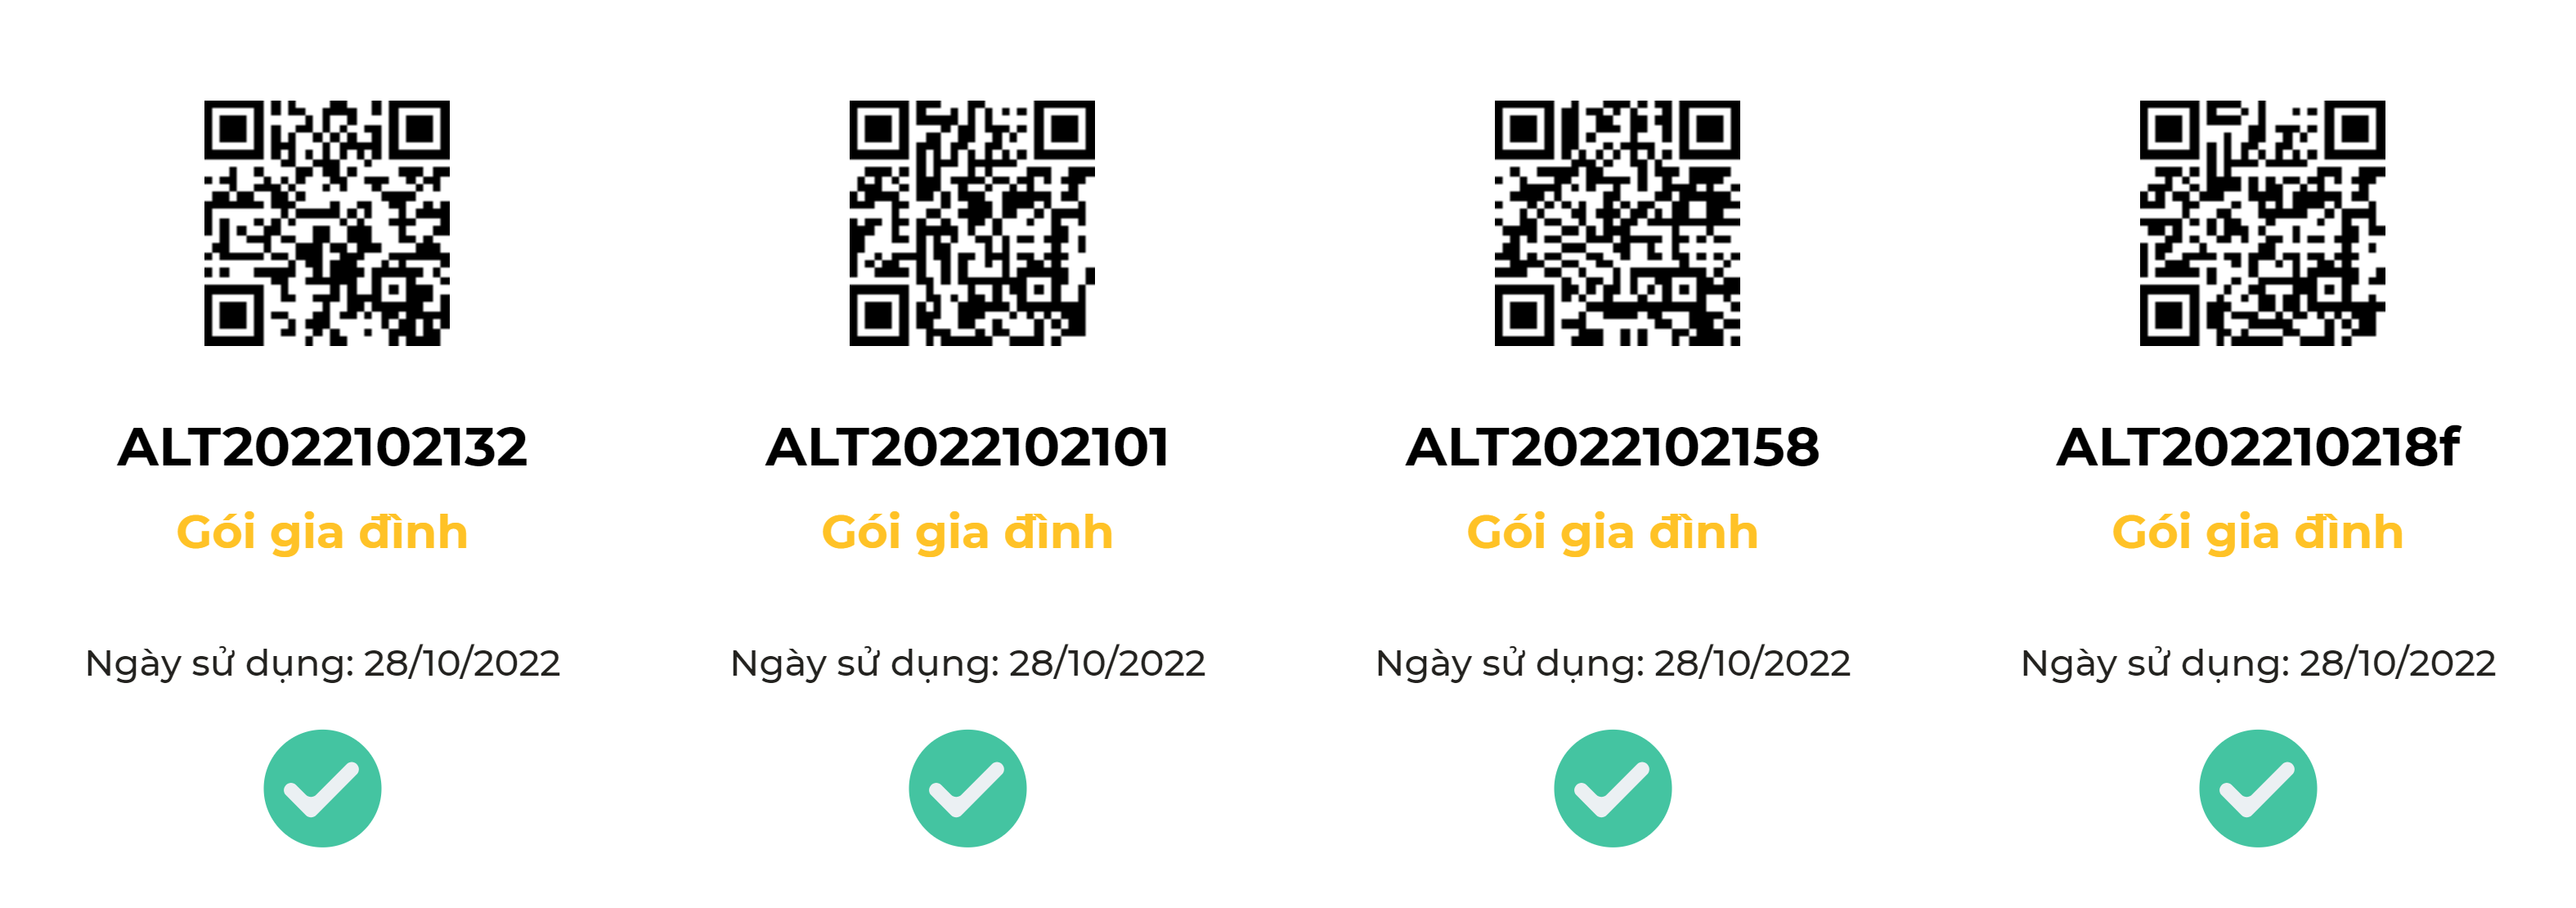 ALT2022102132
Gói gia đình
Ngày sử dụng: 28/10/2022
ALT2022102101
Gói gia đình
Ngày sử dụng: 28/10/2022
ALT2022102158
Gói gia đình
Ngày sử dụng: 28/10/2022
ALT202210218f
Gói gia đình
Ngày sử dụng: 28/10/2022